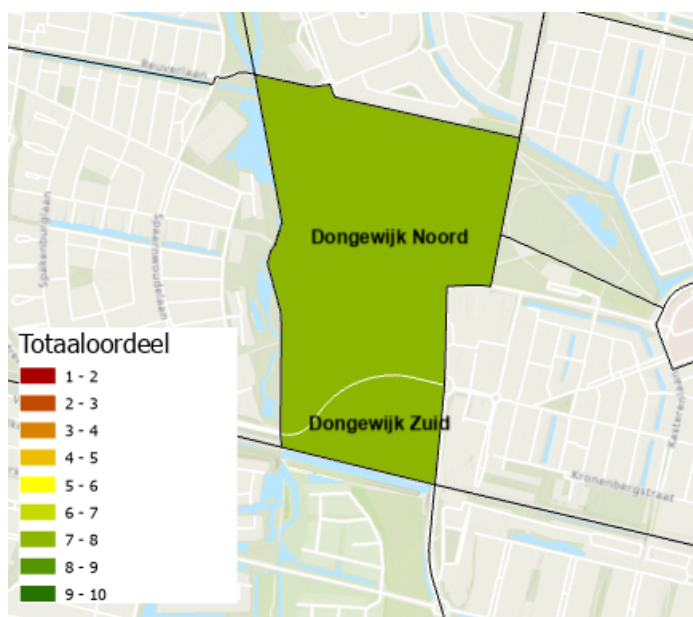 Reuverlaan
Dongewijk Noord
Spakenburglaan
Spaarnwoudelaan
Totaaloordeel
1 - 2
2 - 3
3 - 4
4 - 5
5 - 6
6 - 7
7 - 8
8 - 9
9 - 10
Dongewijk Zuid
Kronenbergstraat